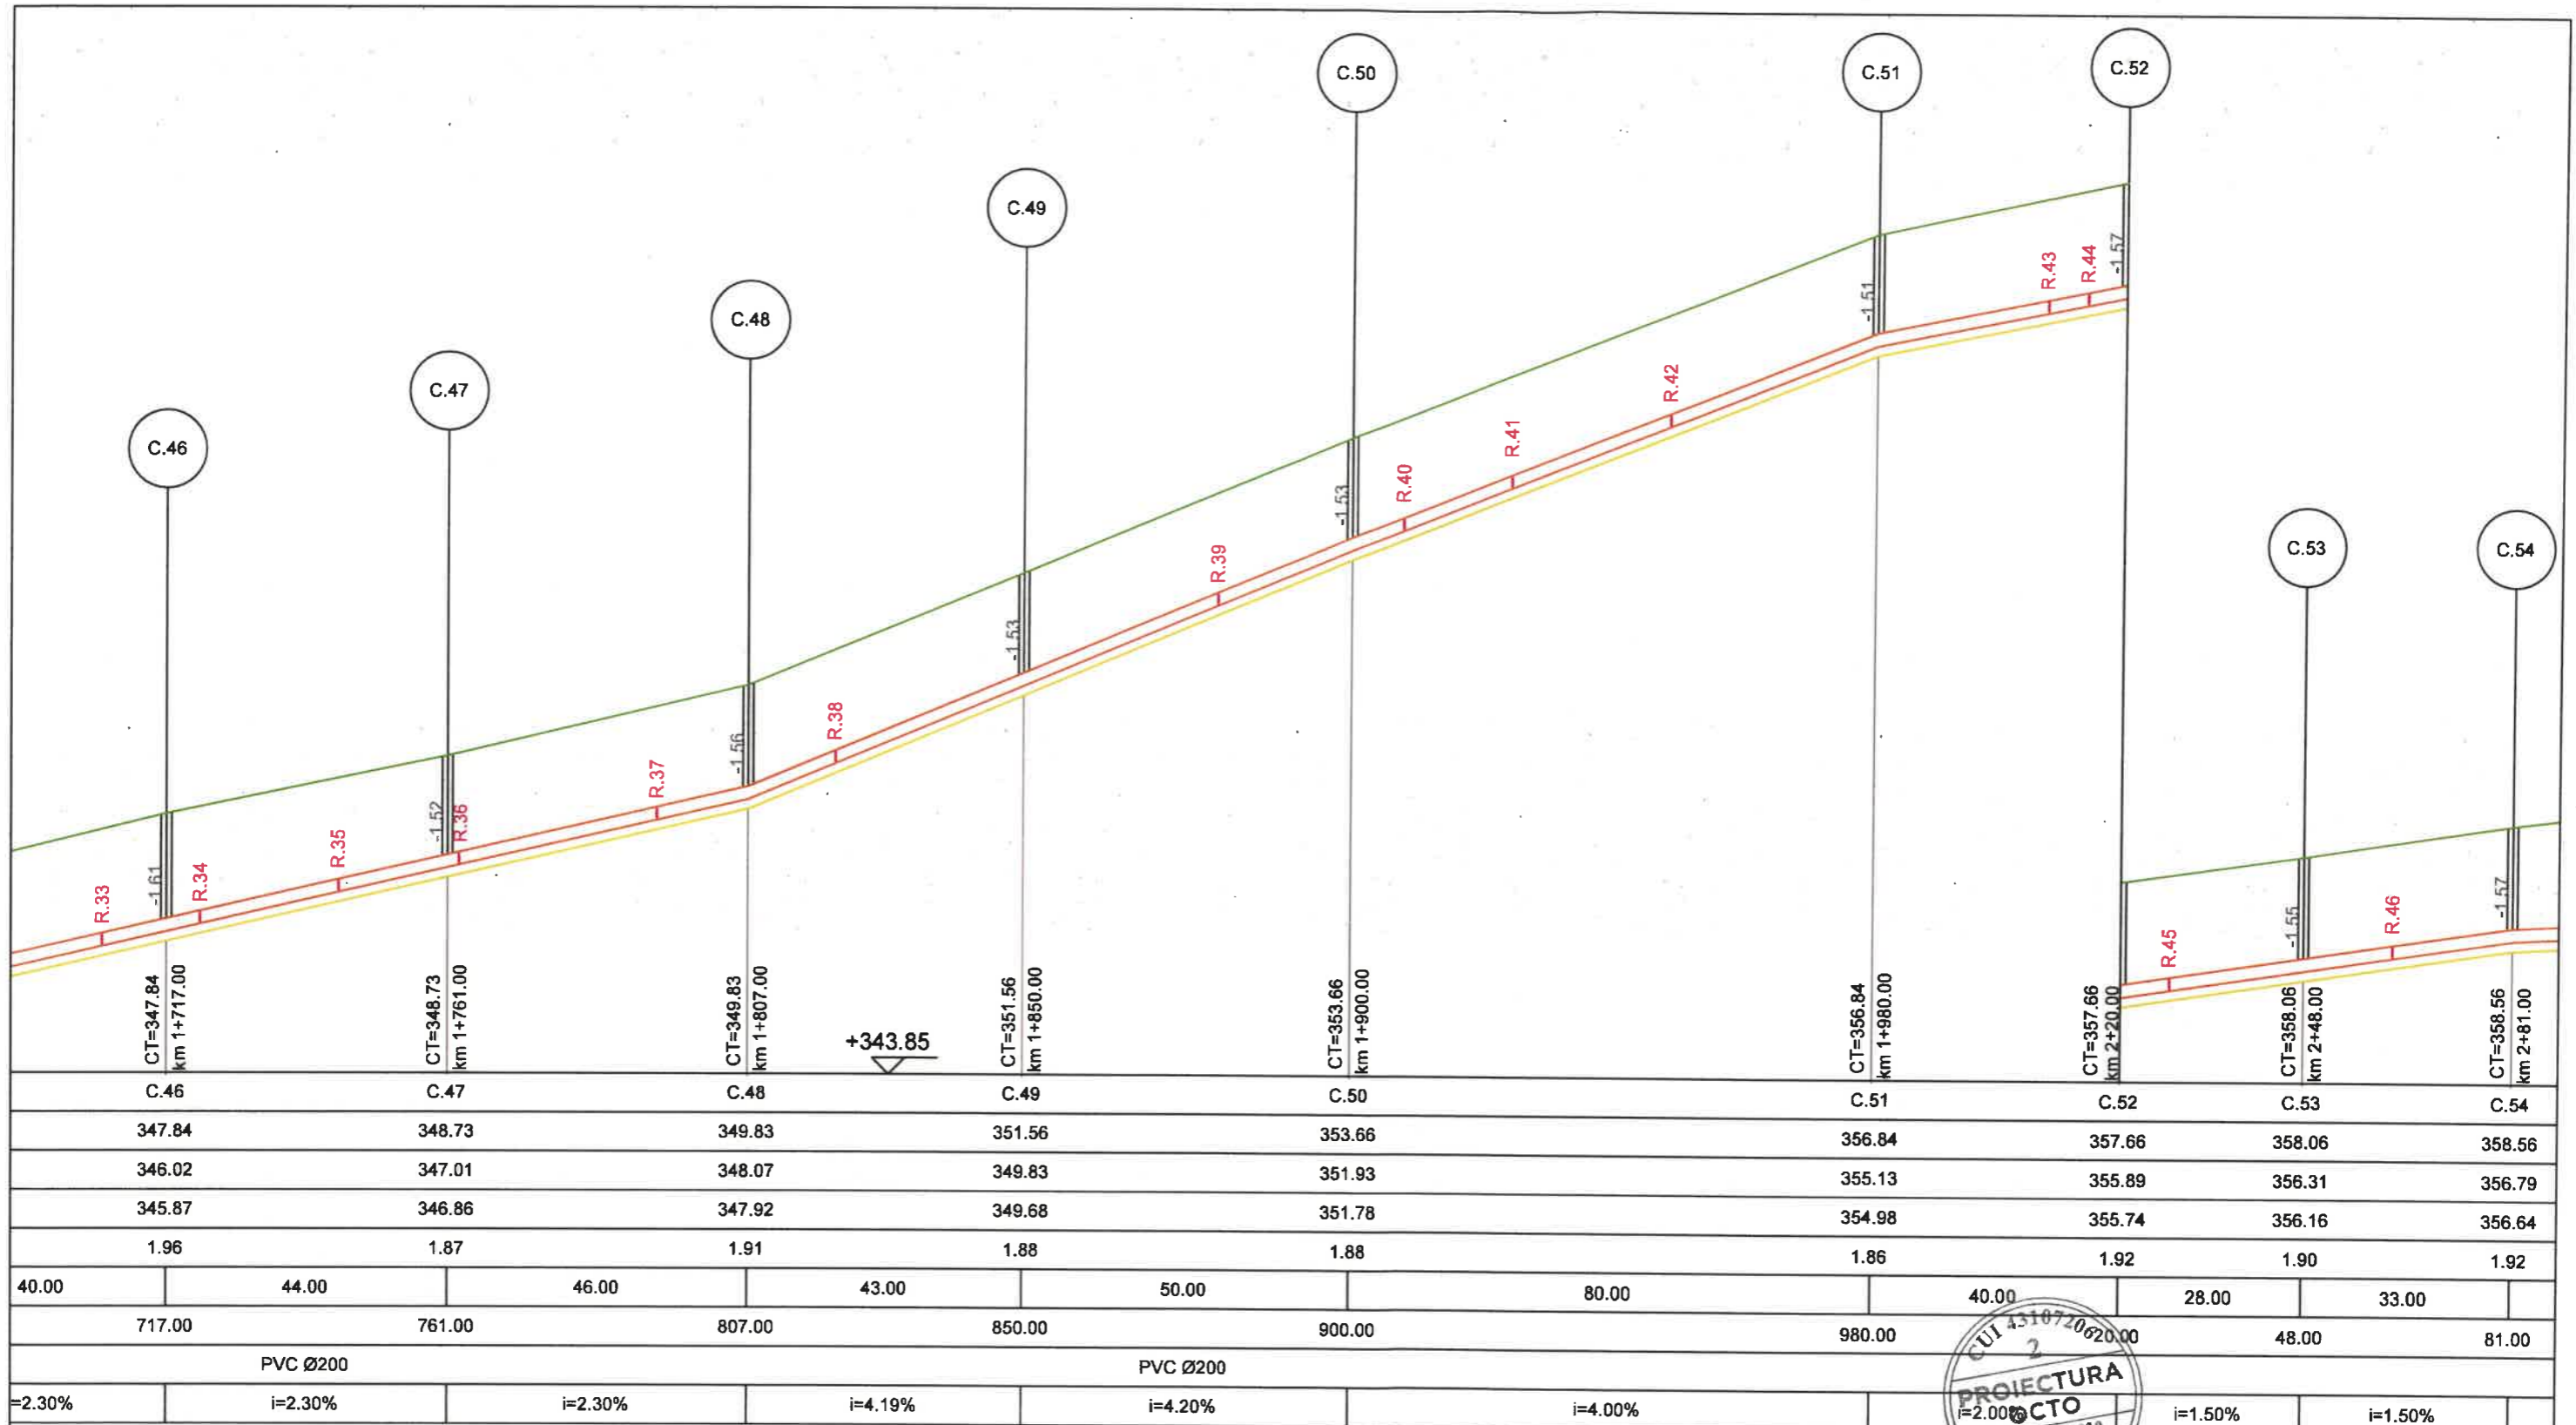 C.46
C.47
C.48
C.49
C.50
C.51
C.52
C.53
C.54
-1.61
-1.52
-1.56
-1.53
-1.53
-1.51
-1.57
-1.55
-1.57
R.33
R.34
R.35
R.36
R.37
R.38
R.39
R.40
R.41
R.42
R.43
R.44
R.45
R.46
CT=347.84
km 1+717.00
CT=348.73
km 1+761.00
CT=349.83
km 1+807.00
+343.85
CT=351.56
km 1+850.00
CT=353.66
km 1+900.00
CT=356.84
km 1+980.00
CT=357.66
km 2+20.00
CT=358.06
km 2+48.00
CT=358.56
km 2+81.00
C.46 C.47 C.48 C.49 C.50 C.51 C.52 C.53 C.54
347.84 348.73 349.83 351.56 353.66 356.84 357.66 358.06 358.56
346.02 347.01 348.07 349.83 351.93 355.13 355.89 356.31 356.79
345.87 346.86 347.92 349.68 351.78 354.98 355.74 356.16 356.64
1.96 1.87 1.91 1.88 1.88 1.86 1.92 1.90 1.92
40.00 44.00 46.00 43.00 50.00 80.00 40.00 28.00 33.00
717.00 761.00 807.00 850.00 900.00 980.00 20.00 48.00 81.00
PVC Ø200 PVC Ø200
=2.30% i=2.30% i=2.30% i=4.19% i=4.20% i=4.00% i=2.00% i=1.50% i=1.50%
CUI 43107206
2
PROIECTURA
OCTO